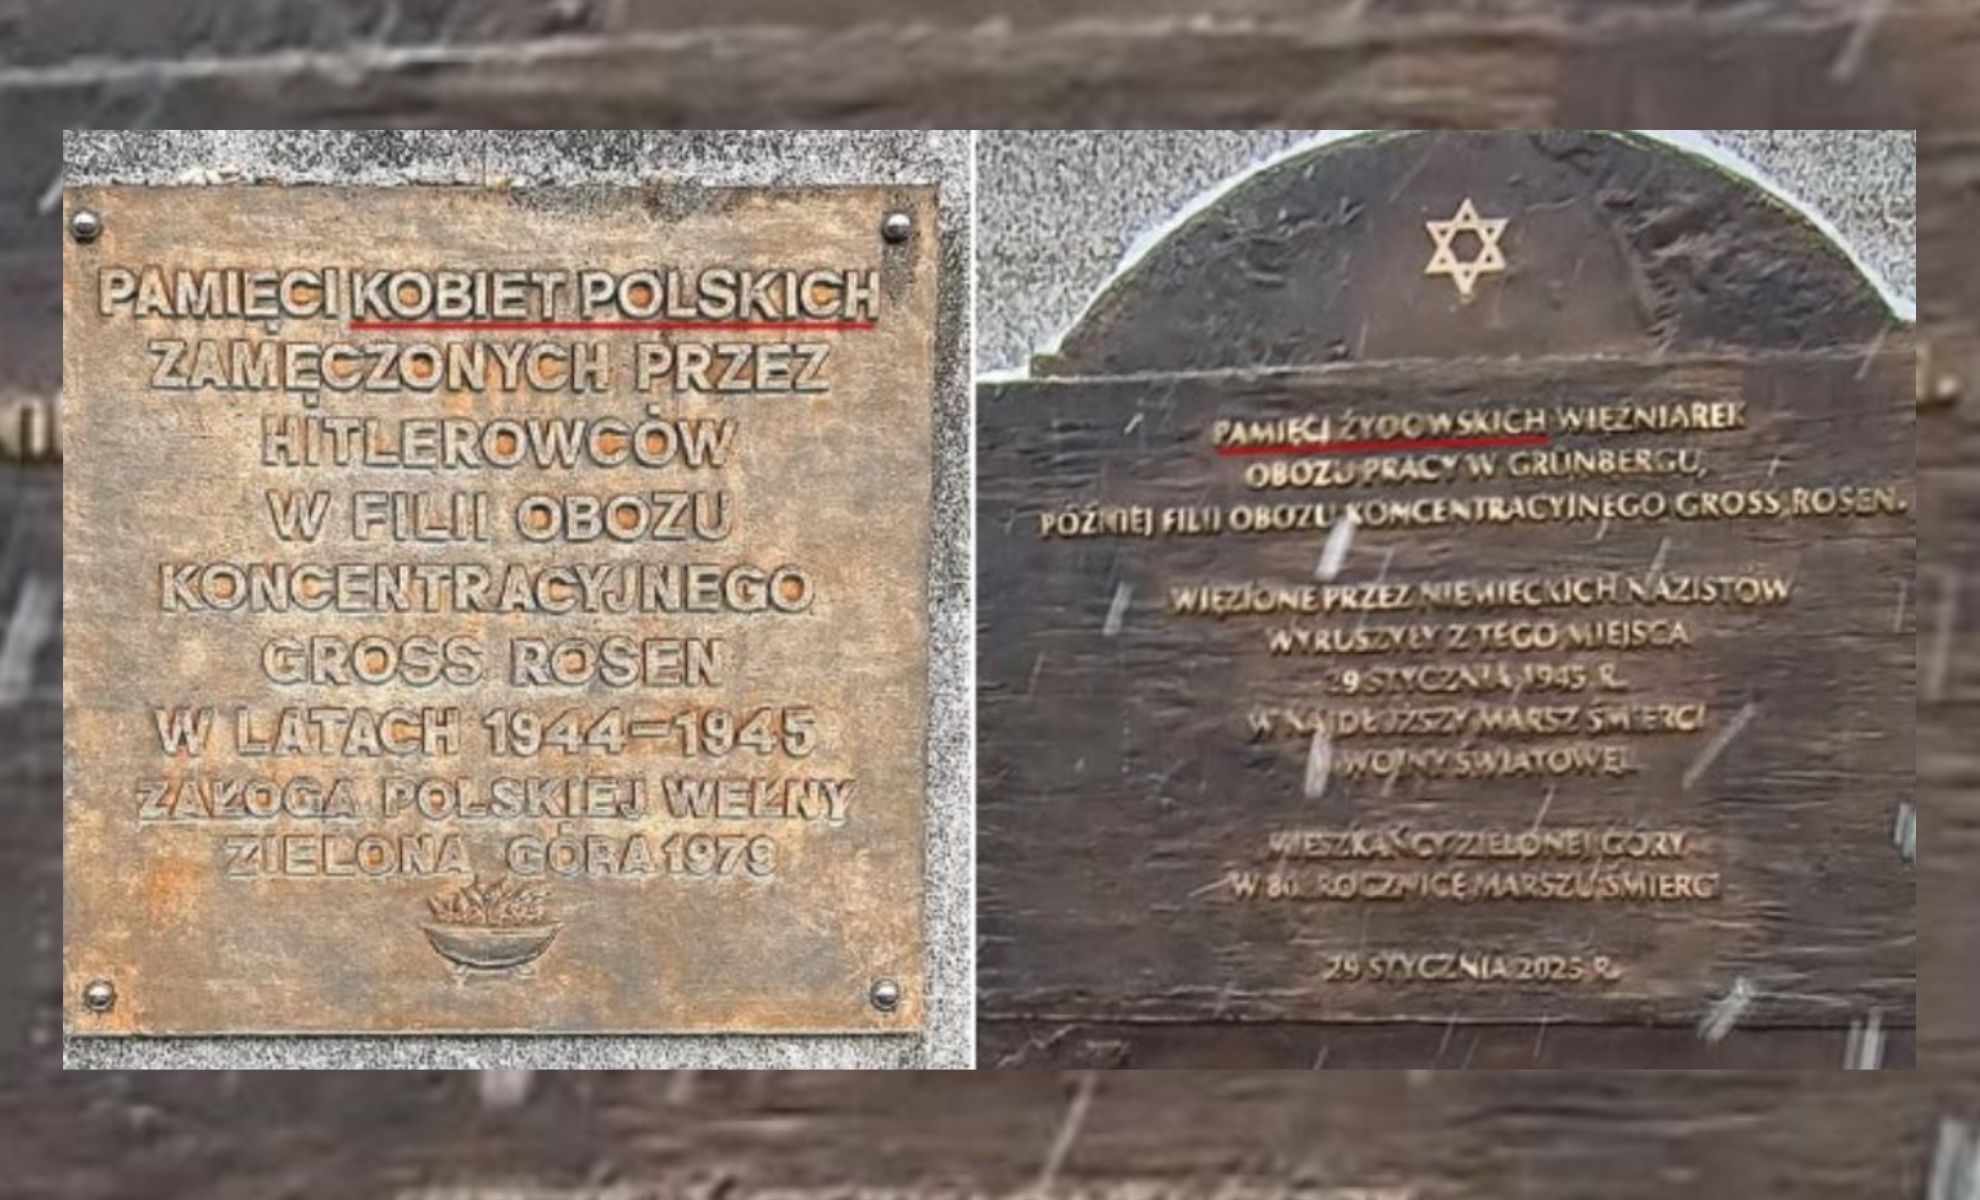 PAMIĘCI KOBIET POLSKICH
ZAMĘCZONYCH PRZEZ
HITLEROWCÓW
W FILII OBOZU
KONCENTRACYJNEGO
GROSS ROSEN
W LATACH 1944–1945
ZAŁOGA POLSKIEJ WEŁNY
ZIELONA GÓRA 1979
PAMIĘCI ŻYDOWSKICH WIĘŹNIAREK
OBOZU PRACY W GRÜNBERGU,
PÓŹNIEJ FILII OBOZU KONCENTRACYJNEGO GROSS-ROSEN.
WIĘZIONE PRZEZ NIEMIECKICH NAZISTÓW
WYRUSZYŁY Z TEGO MIEJSCA
29 STYCZNIA 1945 R.
W NAJDŁUŻSZY MARSZ ŚMIERCI
WOJNY ŚWIATOWEJ.
MIESZKAŃCY ZIELONEJ GÓRY
W 80. ROCZNICĘ MARSZU ŚMIERCI
29 STYCZNIA 2025 R.